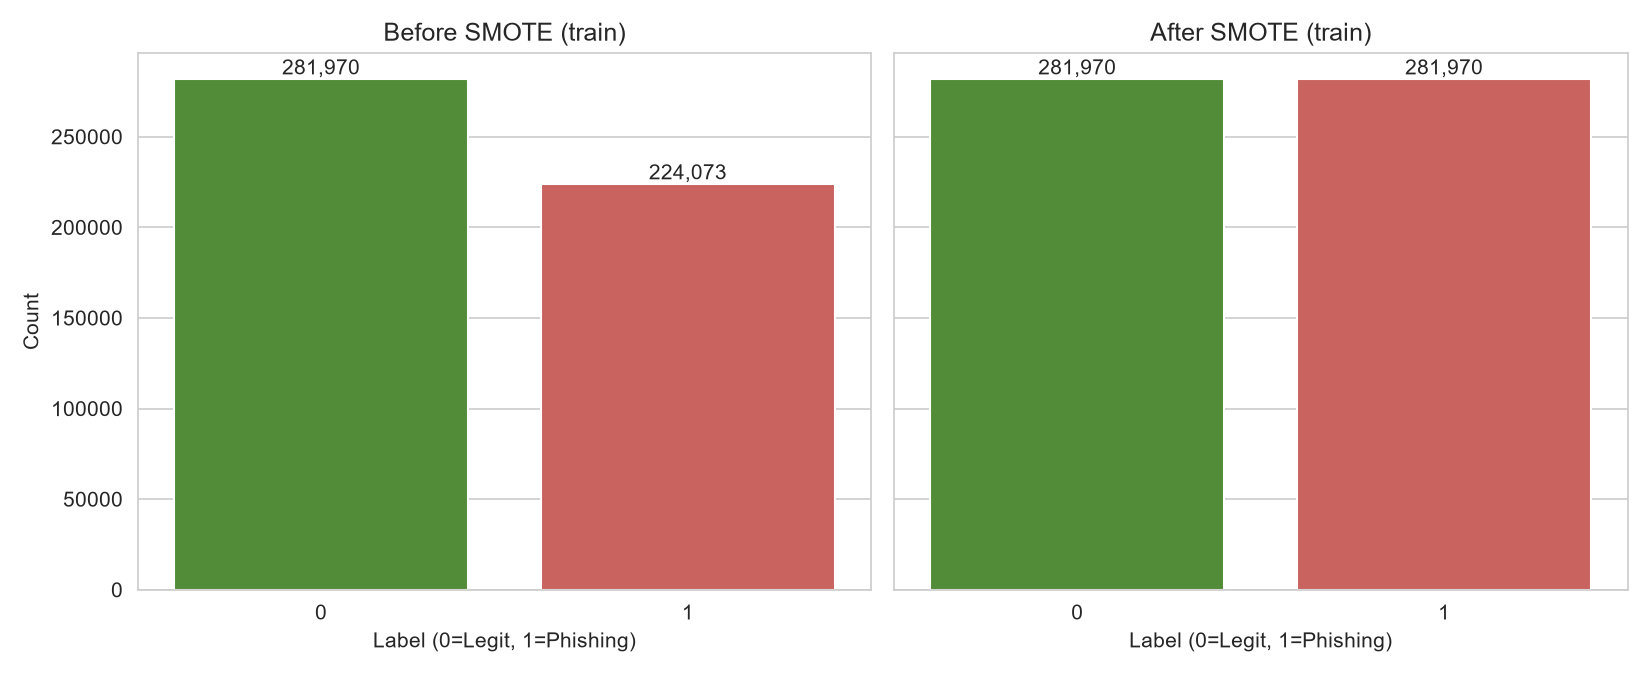 Before SMOTE (train)
281,970
224,073
250000
200000
150000
100000
50000
0
Count
0
1
Label (0=Legit, 1=Phishing)
After SMOTE (train)
281,970
281,970
0
1
Label (0=Legit, 1=Phishing)